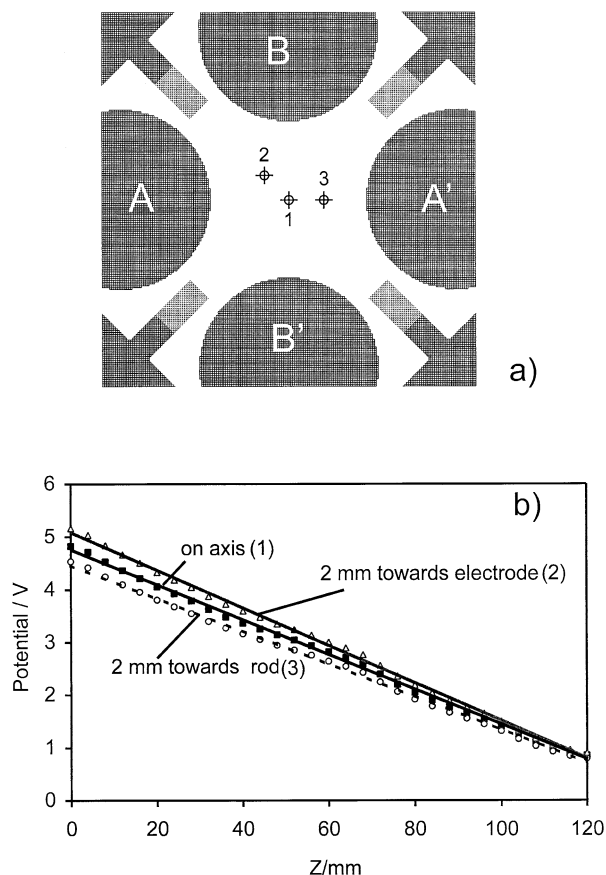 B
2
3
A
1
A'
B'
a)
6
b)
5
on axis (1)
4
2 mm towards electrode (2)
3
2 mm towards rod (3)
2
1
0
Potential / V
0 20 40 60 80 100 120
Z/mm